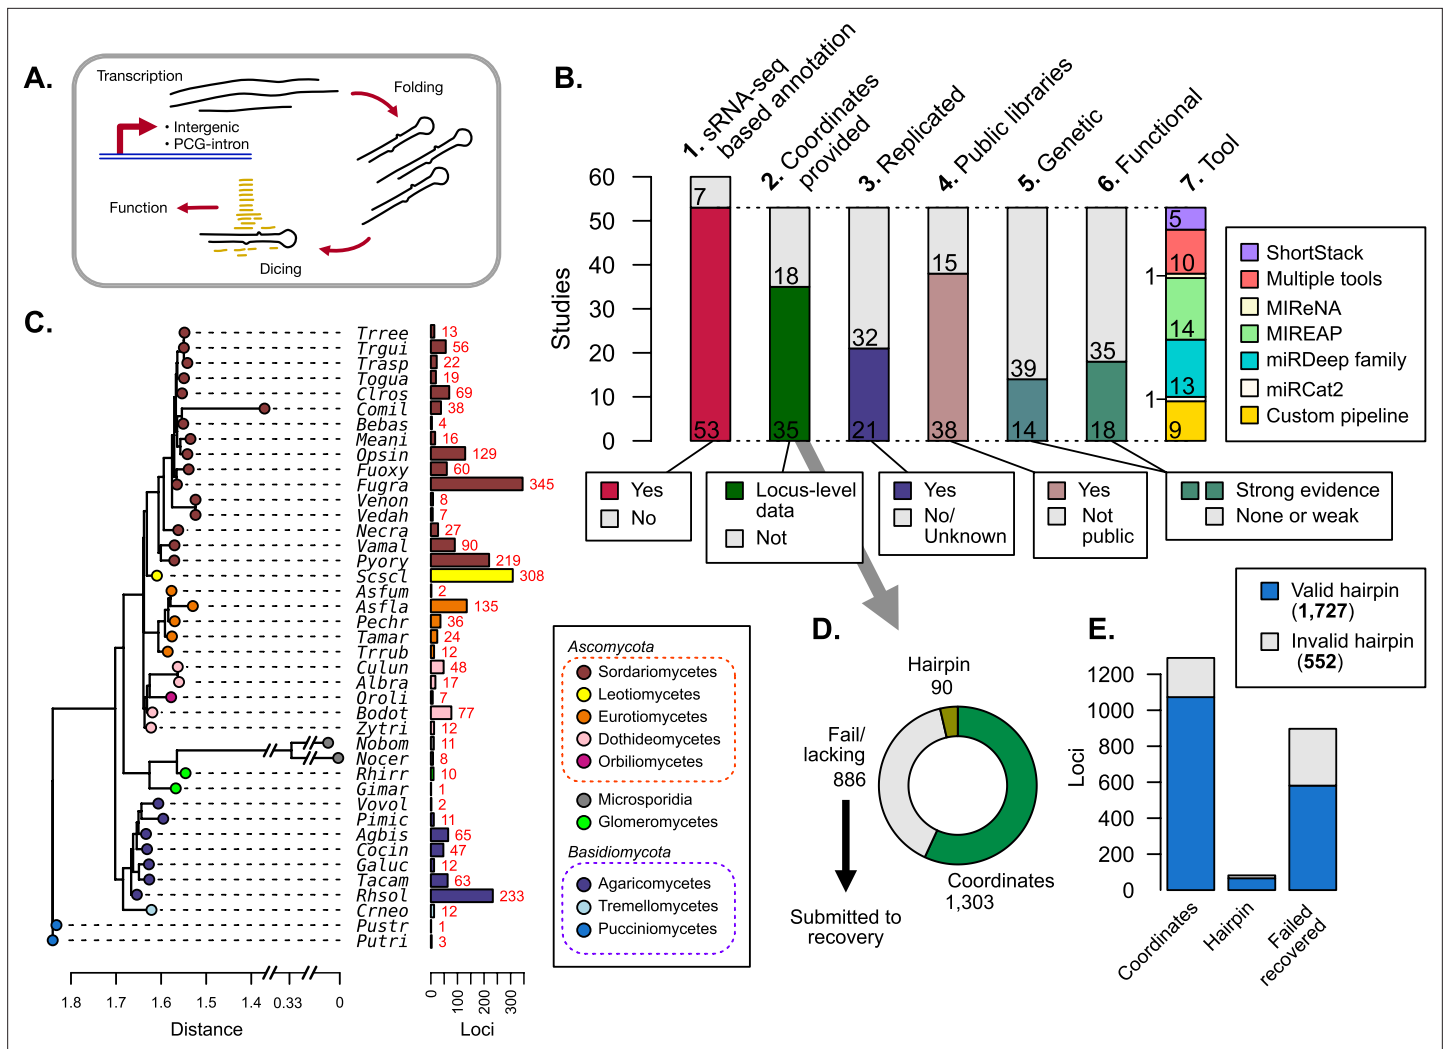 A.
Transcription
Folding
• Intergenic
• PCG-intron
Function
Dicing
B.
1. sRNA-seq
based annotation
2. Coordinates
provided
3. Replicated
4. Public libraries
5. Genetic
6. Functional
7. Tool
Studies
60
50
40
30
20
10
0
7
53
18
35
32
21
15
38
39
14
35
18
5
10
1
14
13
1
9
ShortStack
Multiple tools
MIReNA
MIREAP
miRDeep family
miRCat2
Custom pipeline
Yes
No
Locus-level
data
Not
Yes
No/
Unknown
Yes
Not
public
Strong evidence
None or weak
C.
Trree 13
Trgui 56
Trasp 22
Togua 19
Clros 69
Comil 38
Bebas 4
Meani 16
Opsin 129
Fuoxy 60
Fugra 345
Venon 8
Vedah 7
Necra 27
Vamal 90
Pyory 219
Scscl 308
Asfum 2
Asfla 135
Pechr 36
Tamar 24
Trrub 12
Culun 48
Albra 17
Oroli 7
Bodot 77
Zytri 12
Nobom 11
Nocer 8
Rhirr 10
Gimar 1
Vovol 2
Pimic 11
Agbis 65
Cocin 47
Galuc 12
Tacam 63
Rhsol 233
Crneo 12
Pustr 1
Putri 3
1.8 1.7 1.6 1.5 1.4 0.33 0
Distance
0 100 200 300
Loci
Ascomycota
Sordariomycetes
Leotiomycetes
Eurotiomycetes
Dothideomycetes
Orbiliomycetes
Microsporidia
Glomeromycetes
Basidiomycota
Agaricomycetes
Tremellomycetes
Pucciniomycetes
D.
Hairpin
90
Fail/
lacking
886
Coordinates
1,303
Submitted to
recovery
E.
Valid hairpin
(1,727)
Invalid hairpin
(552)
Loci
1200
1000
800
600
400
200
0
Coordinates
Hairpin
Failed
recovered